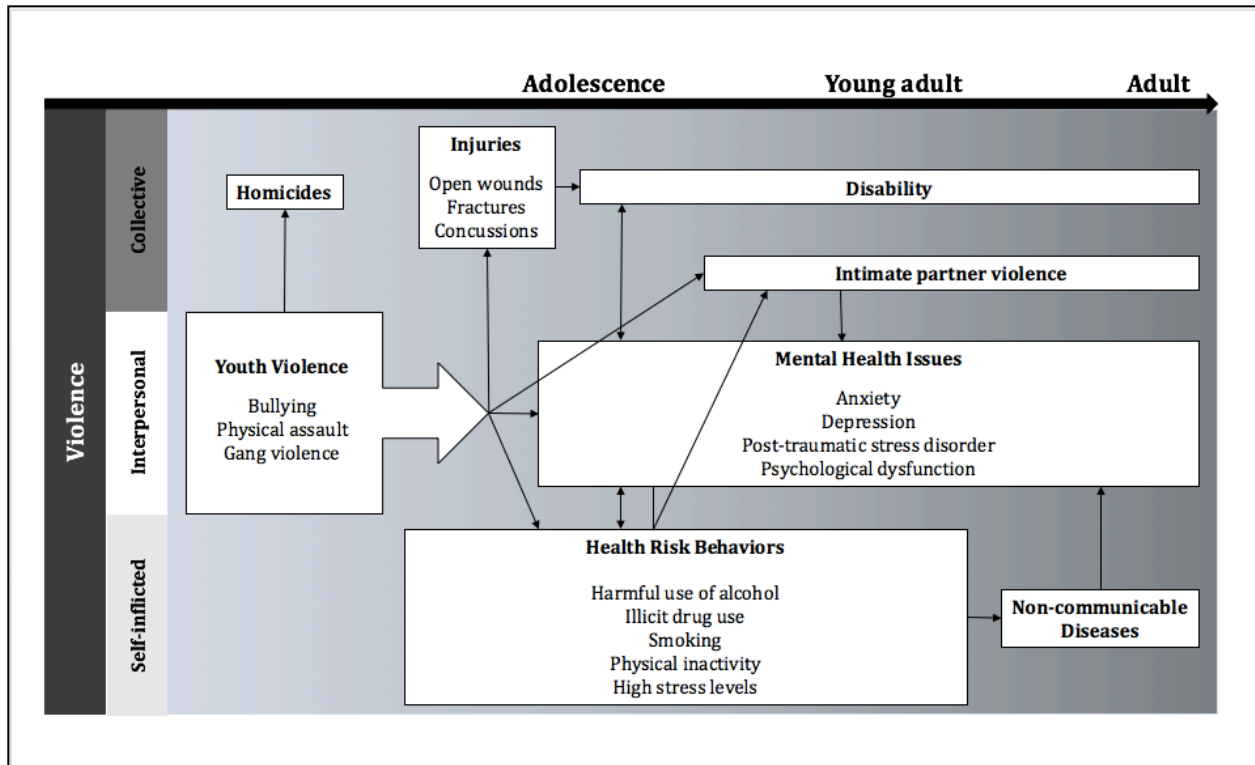 Adolescence
Young adult
Adult
Violence
Collective
Interpersonal
Self-inflicted
Homicides
Injuries
Open wounds
Fractures
Concussions
Disability
Intimate partner violence
Youth Violence
Bullying
Physical assault
Gang violence
Mental Health Issues
Anxiety
Depression
Post-traumatic stress disorder
Psychological dysfunction
Health Risk Behaviors
Harmful use of alcohol
Illicit drug use
Smoking
Physical inactivity
High stress levels
Non-communicable
Diseases